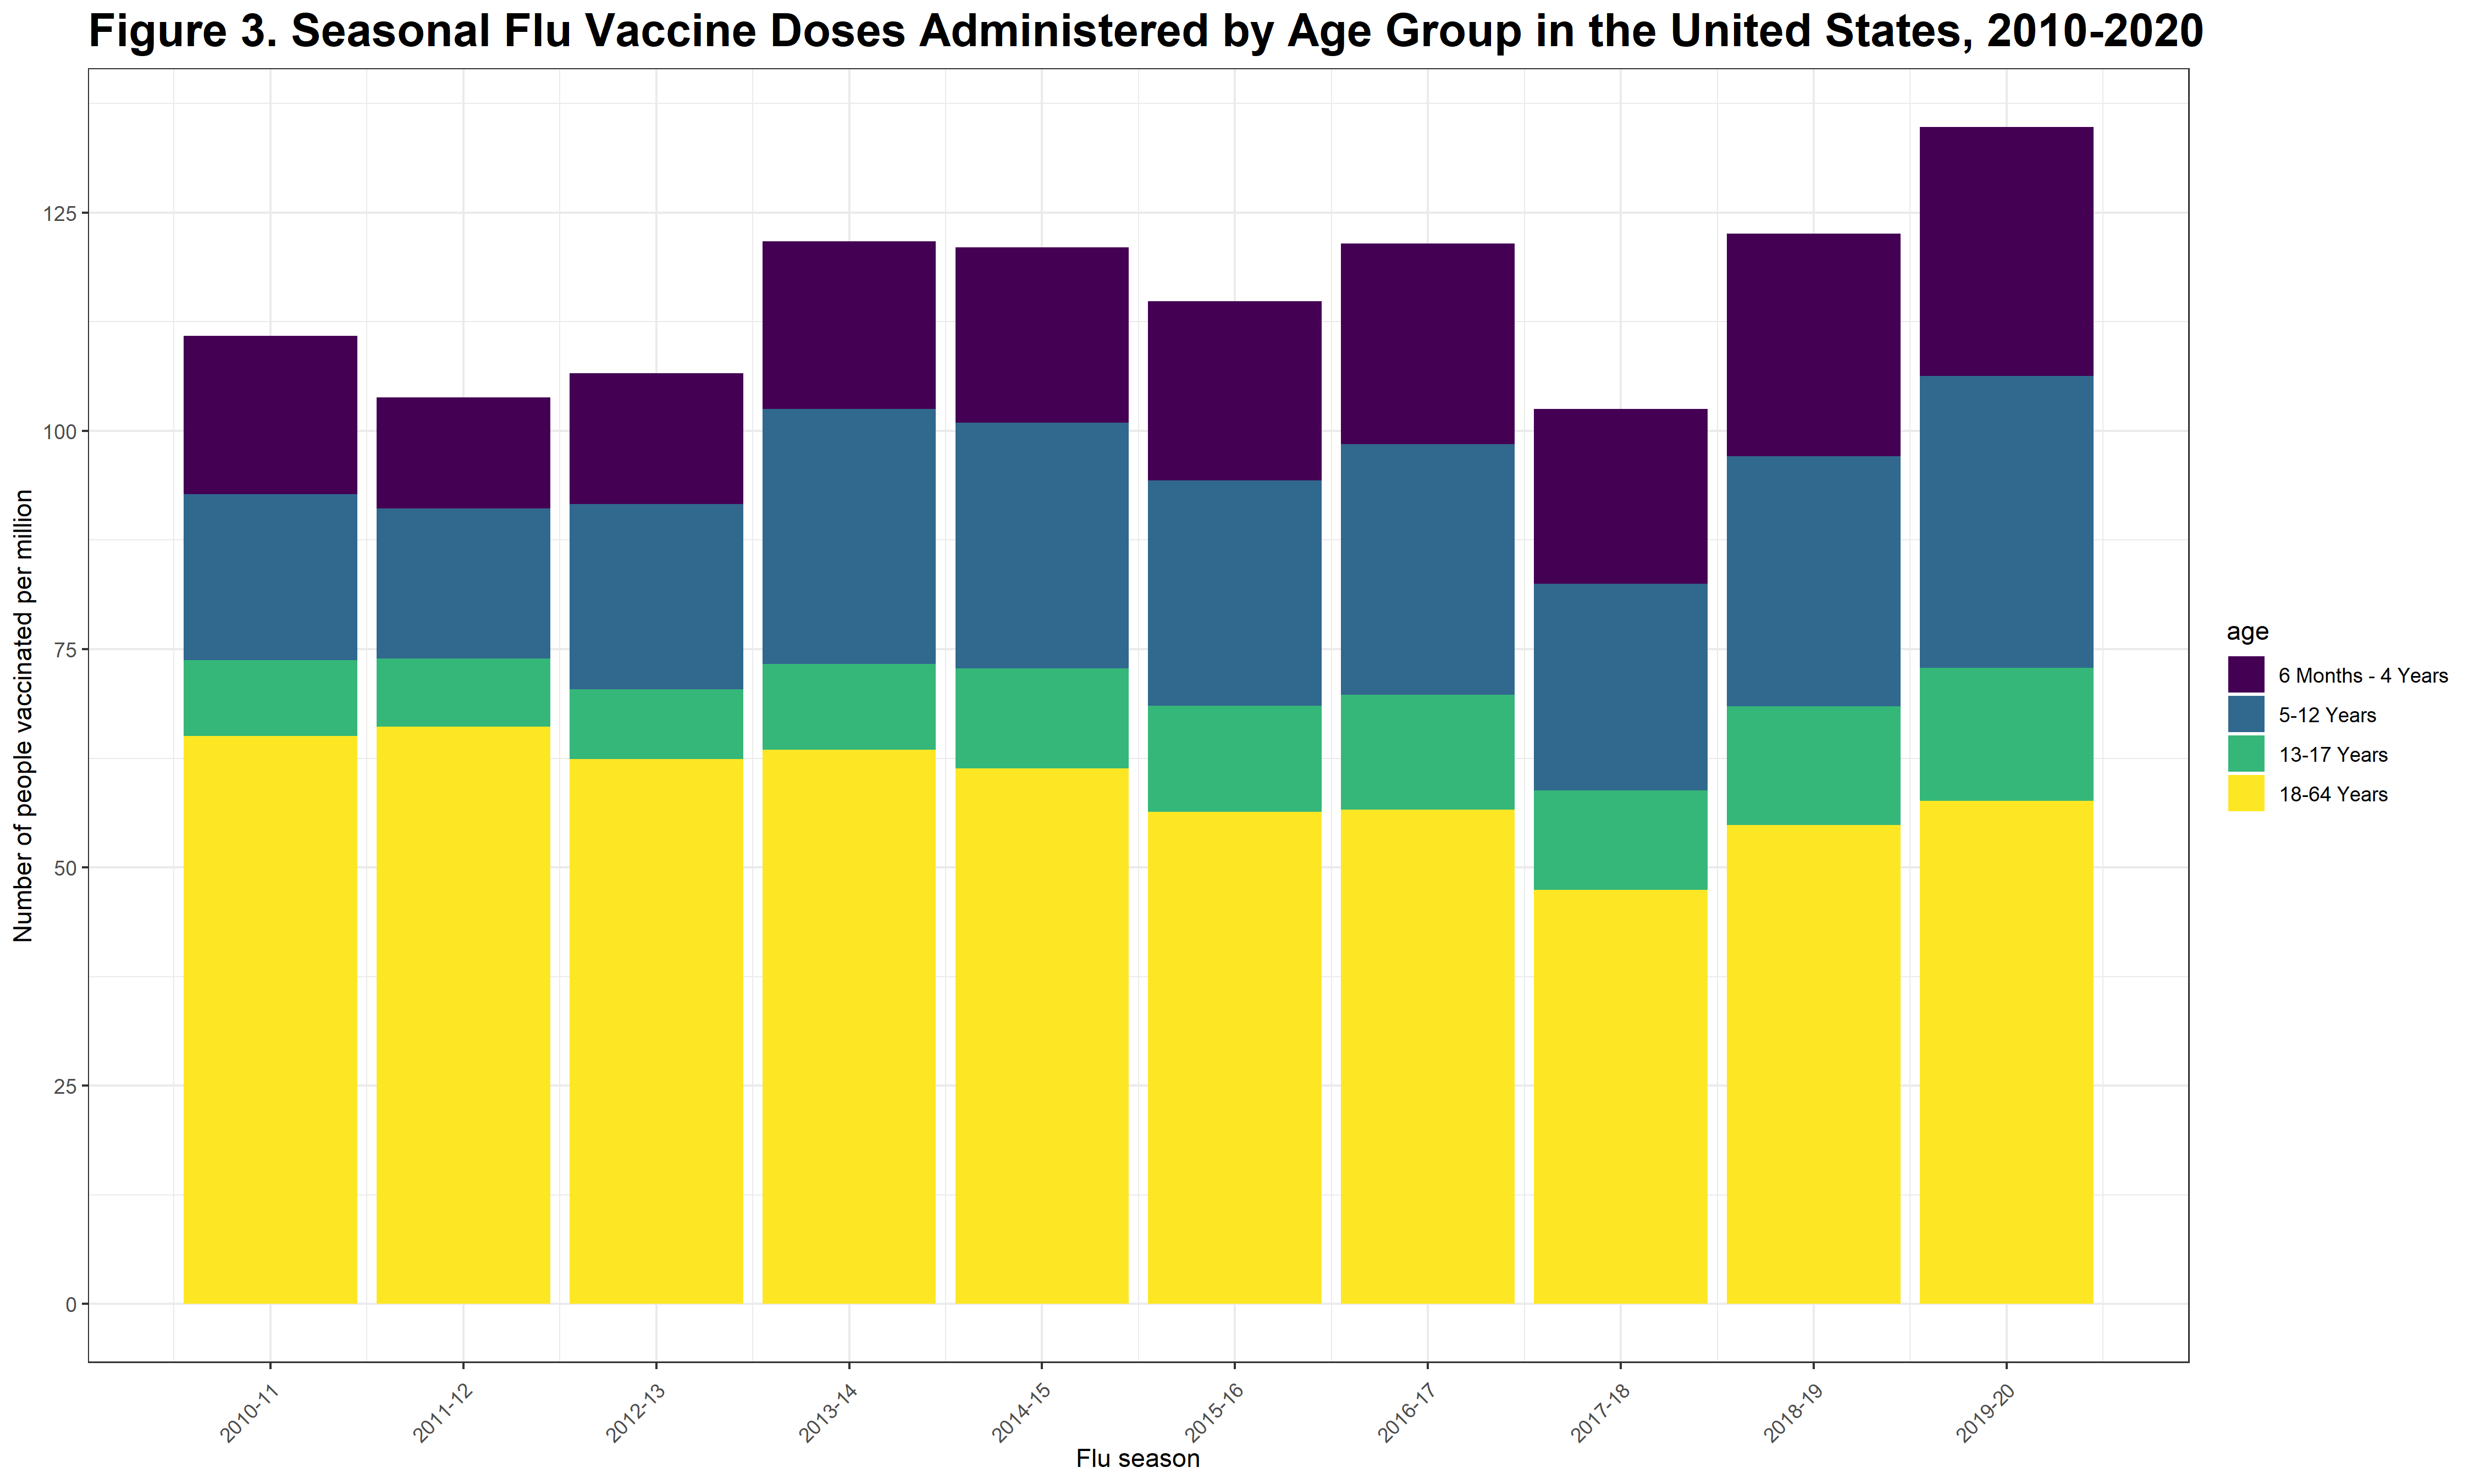 Figure 3. Seasonal Flu Vaccine Doses Administered by Age Group in the United States, 2010-2020
Number of people vaccinated per million
125
100
75
50
25
0
2010-11
2011-12
2012-13
2013-14
2014-15
2015-16
2016-17
2017-18
2018-19
2019-20
Flu season
age
6 Months - 4 Years
5-12 Years
13-17 Years
18-64 Years